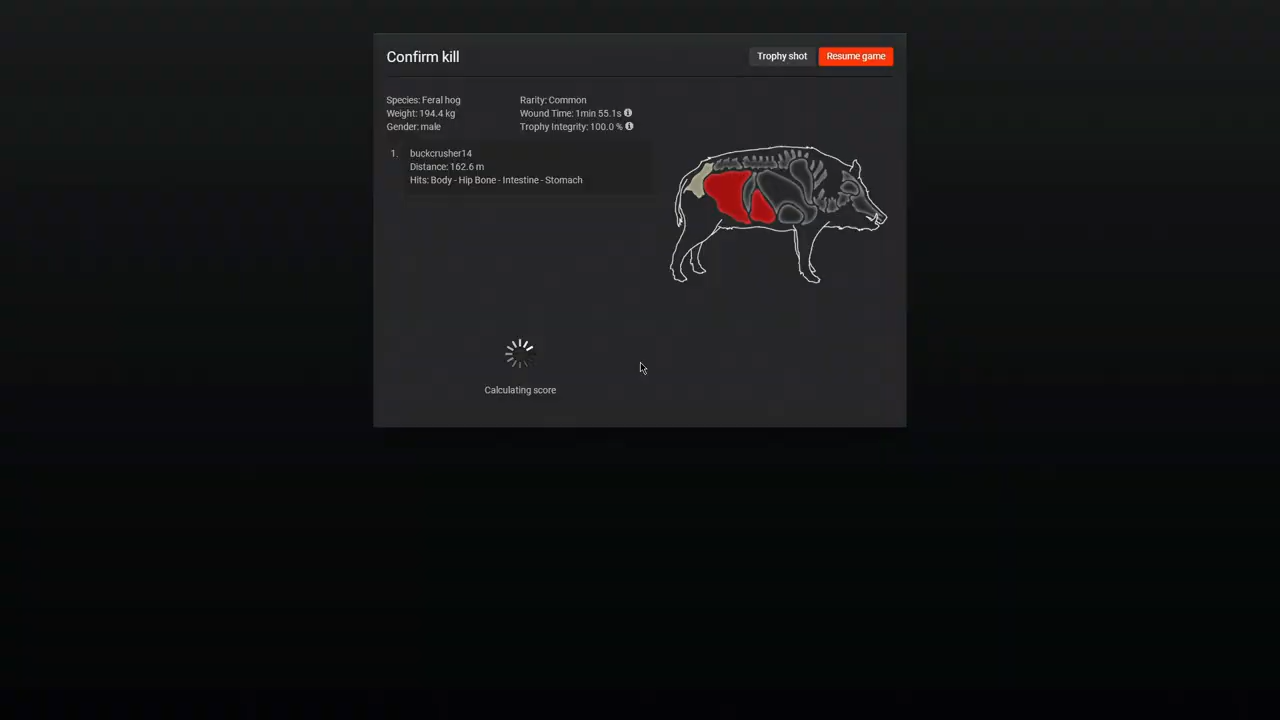 Confirm kill
Trophy shot
Resume game
Species: Feral hog
Rarity: Common
Weight: 194.4 kg
Wound Time: 1min 55.1s
Gender: male
Trophy Integrity: 100.0 %
1. buckcrusher14
Distance: 162.6 m
Hits: Body - Hip Bone - Intestine - Stomach
Calculating score